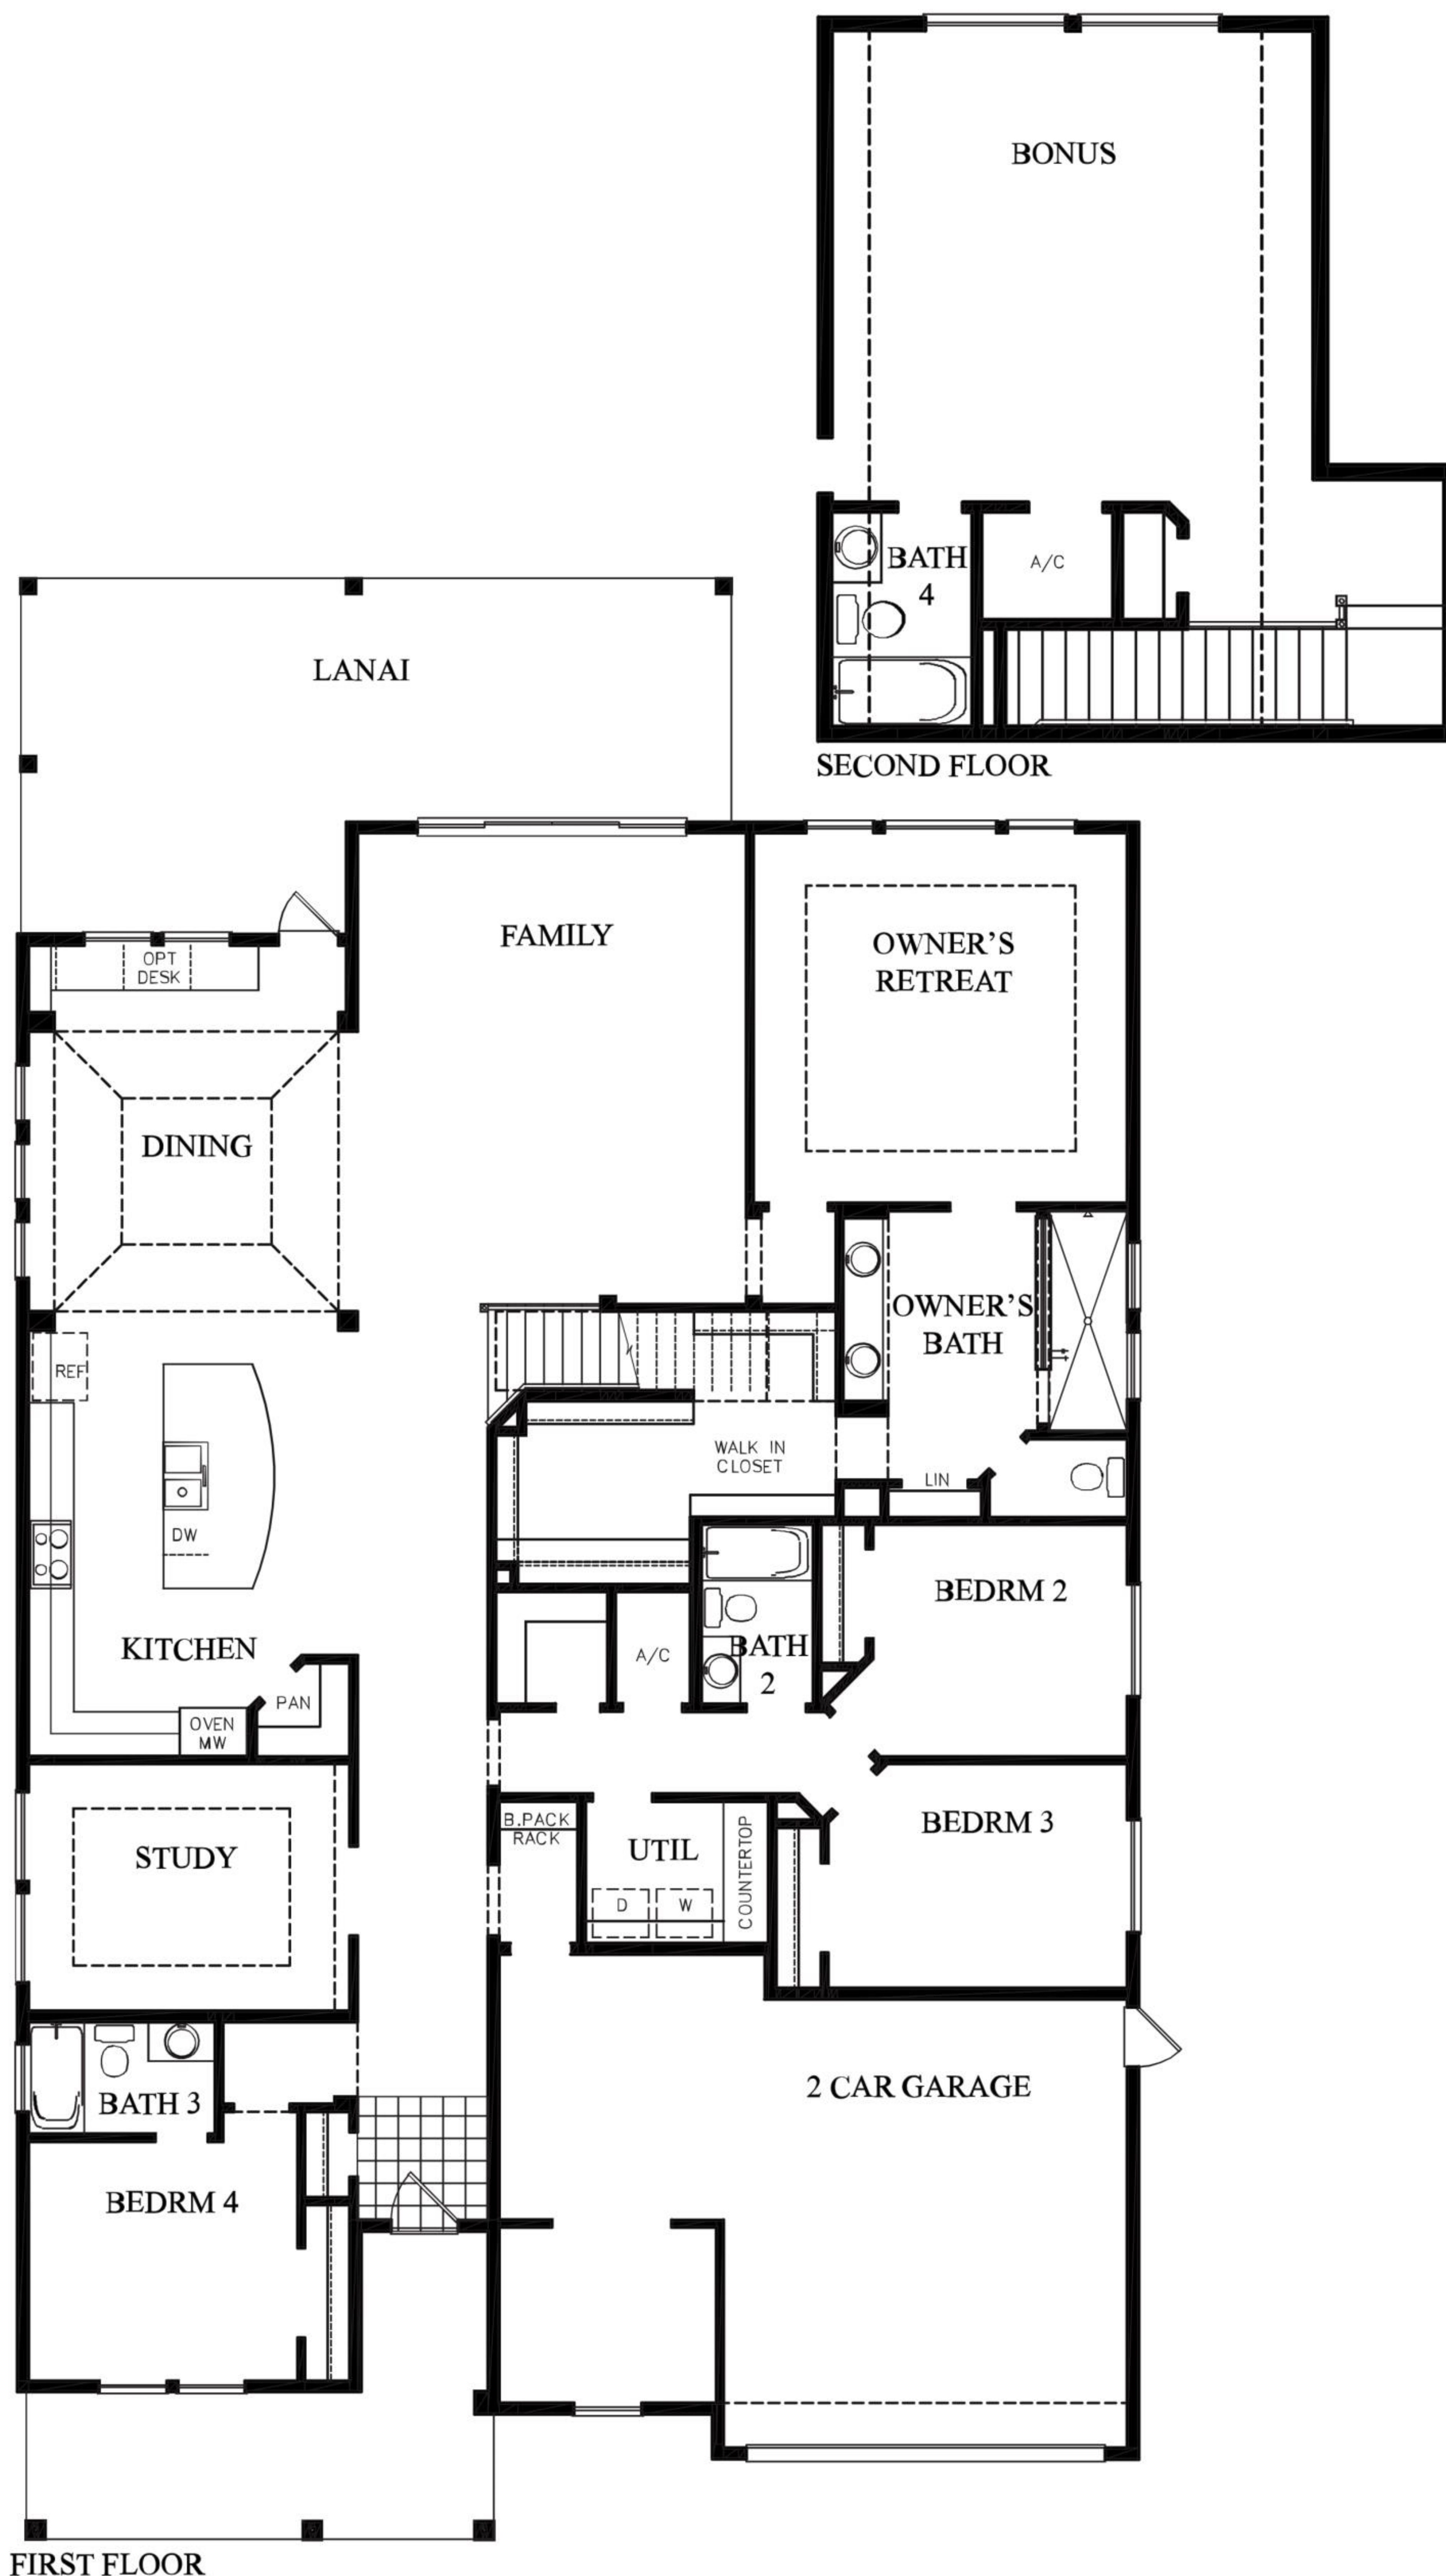 BONUS
BATH
4
A/C
SECOND FLOOR
LANAI
FAMILY
OWNER'S
RETREAT
OPT
DESK
DINING
OWNER'S
BATH
REF
WALK IN
CLOSET
LIN
DW
KITCHEN
PAN
OVEN
MW
A/C
BATH
2
BEDRM 2
BEDRM 3
B.PACK
RACK
UTIL
D
W
COUNTERTOP
STUDY
BATH 3
2 CAR GARAGE
BEDRM 4
FIRST FLOOR